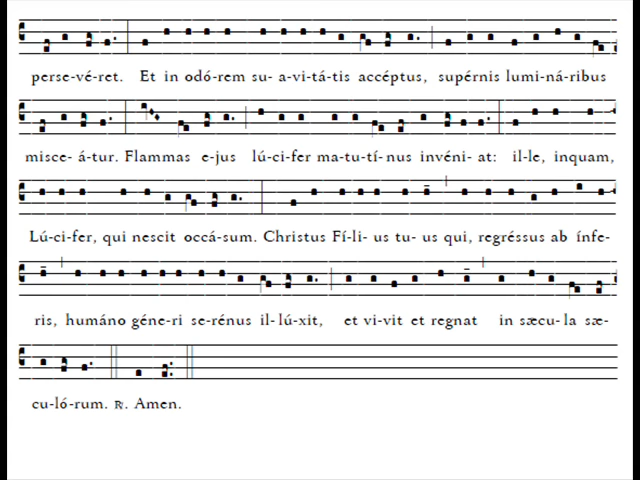 perse-vé-ret. Et in odó-rem su- a-vi-tá-tis accéptus, supérnis lumi-ná-ribus
misce- á-tur. Flammas e-jus lú-ci-fer ma-tu-tí-nus invéni- at: il-le, inquam,
Lú-ci-fer, qui nescit occá-sum. Christus Fí-li- us tu- us qui, regréssus ab ínfe-
ris, humáno géne-ri se-rénus il-lú-xit, et vi-vit et regnat in sæcu-la sæ-
cu-ló-rum. ℟. Amen.